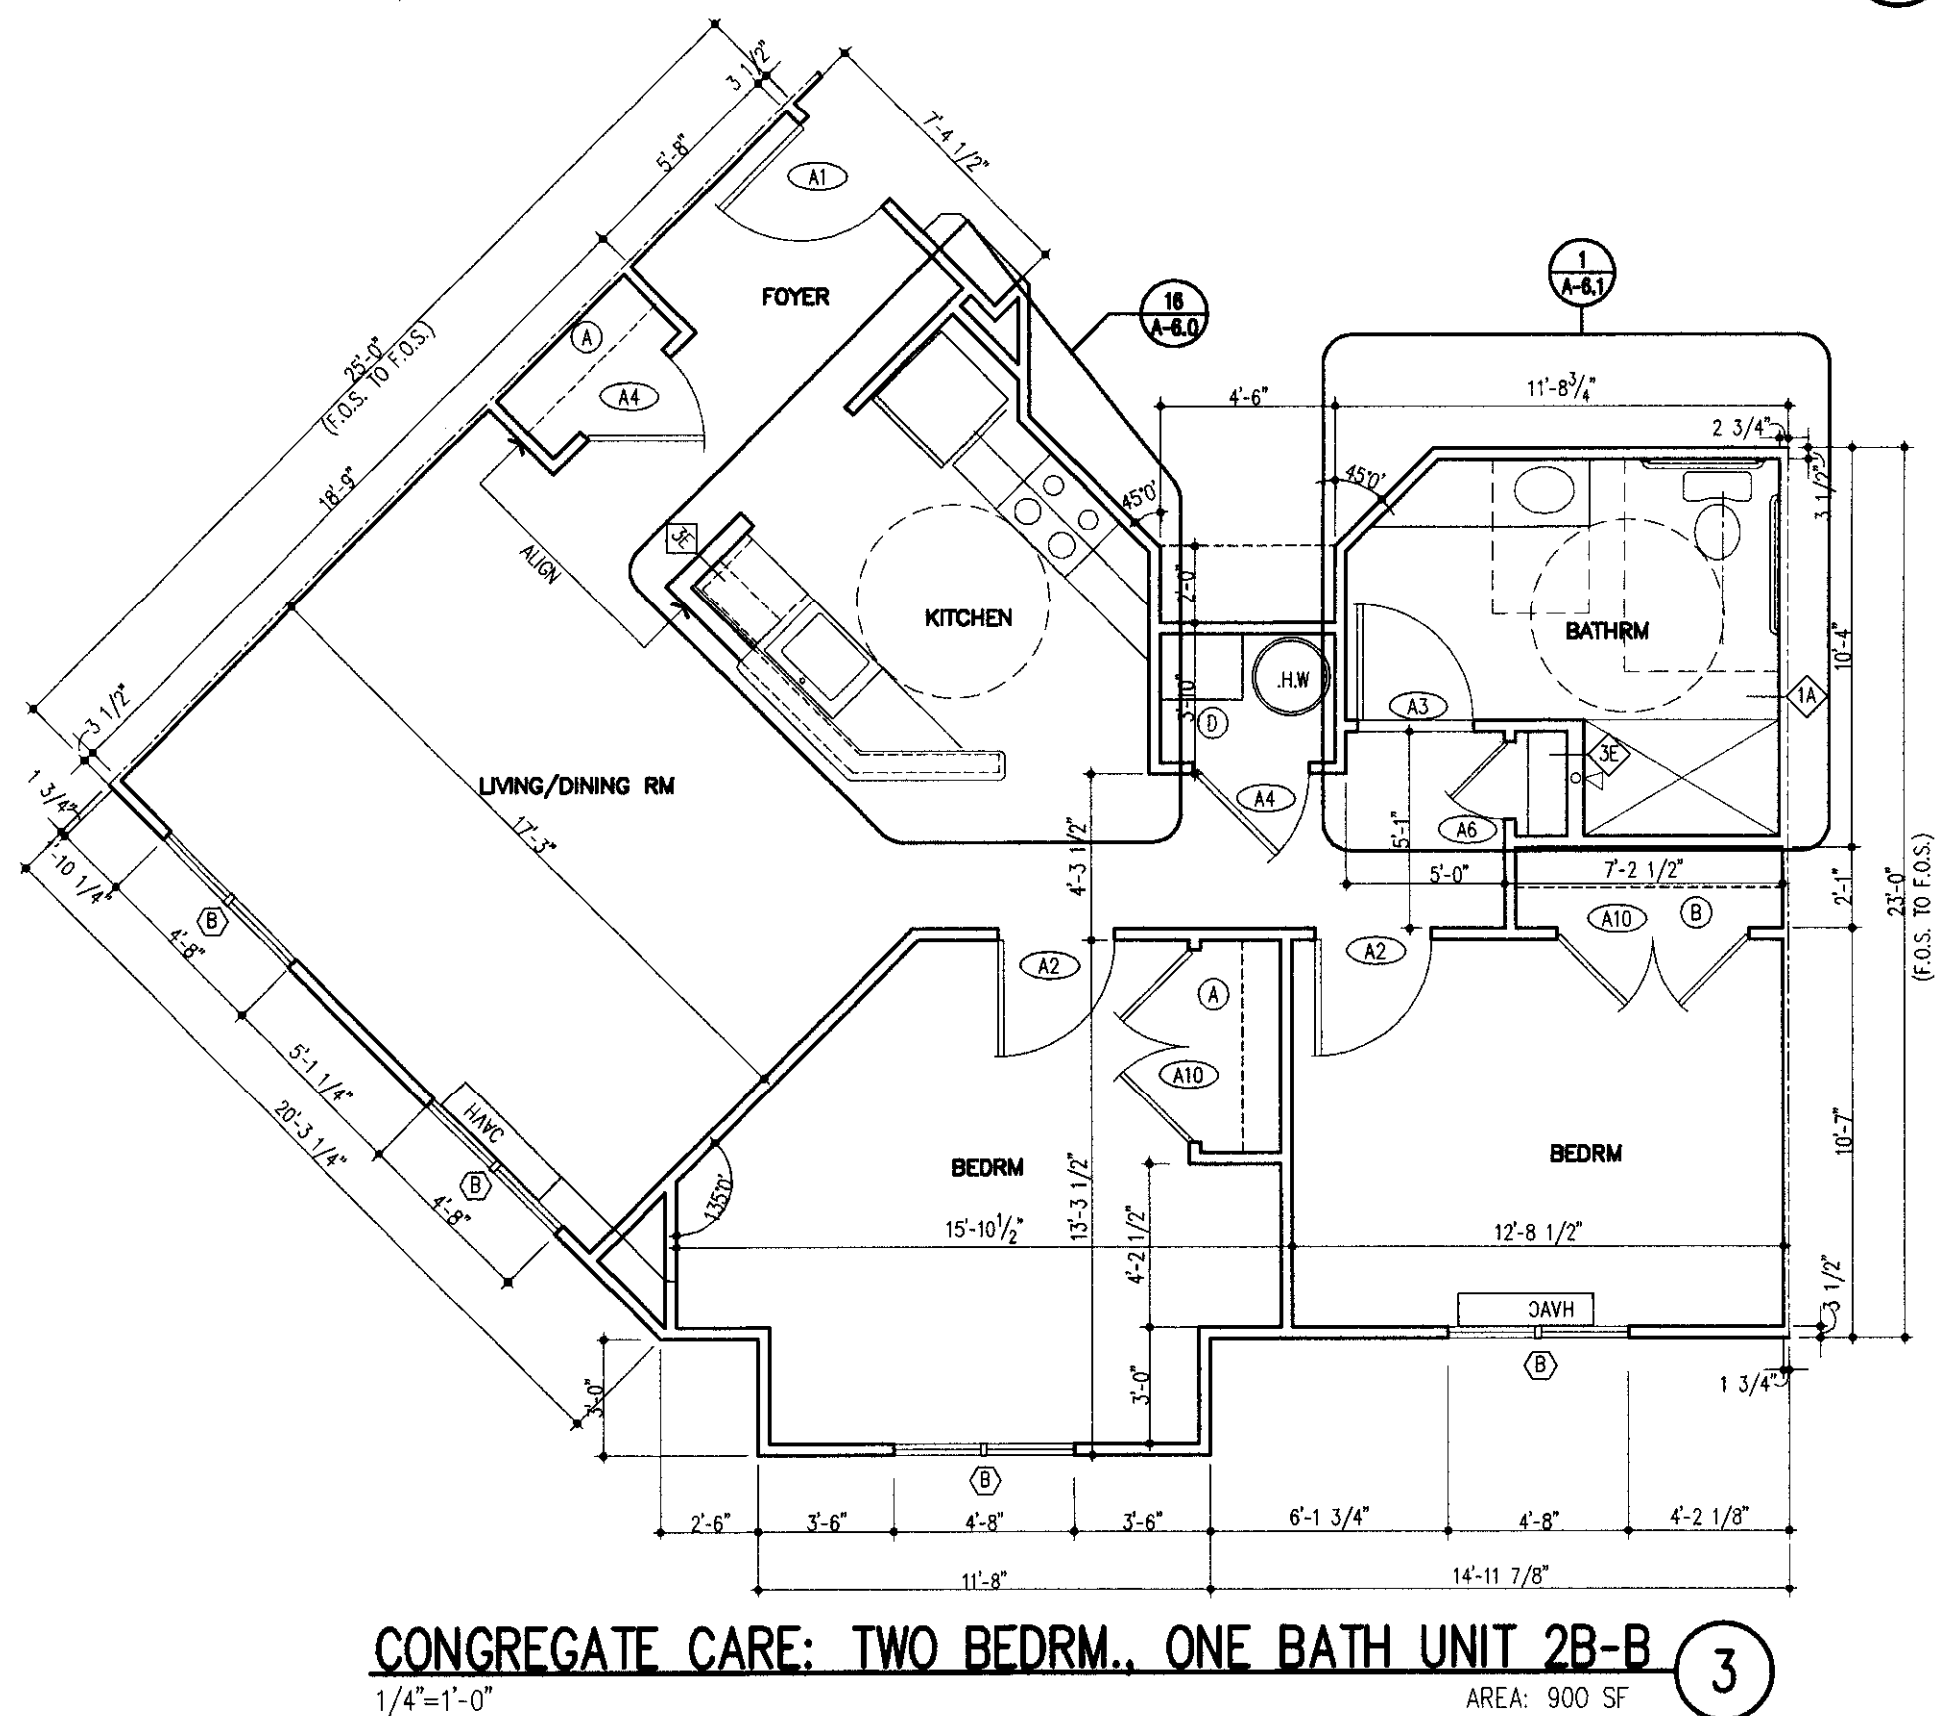 3 1/2"
5'-8"
7'-4 1/2"
A1
FOYER
16
A-6.0
1
A-6.1
25'-0"
(F.O.S. TO F.O.S.)
A
A4
4'-6"
11'-8 3/4"
2 3/4"
18'-9"
45°0'
45°0'
3 1/2"
3E
ALIGN
2'-0"
KITCHEN
BATHRM
10'-4"
W.H.
3'-10"
1A
D
A3
3 1/2"
3E
LIVING/DINING RM
1 3/4"
A4
17'-3"
A6
5'-1"
4'-3 1/2"
1'-10 1/4"
5'-0"
7'-2 1/2"
2'-1"
23'-0"
(F.O.S. TO F.O.S.)
B
A10
B
4'-8"
A2
A2
A
5'-1 1/4"
A10
HVAC
20'-3 1/4"
10'-7"
BEDRM
BEDRM
B
135°0'
4'-8"
13'-3 1/2"
4'-2 1/2"
15'-10 1/2"
12'-8 1/2"
3 1/2"
HVAC
B
3'-0"
3'-0"
1 3/4"
B
2'-6"
3'-6"
4'-8"
3'-6"
6'-1 3/4"
4'-8"
4'-2 1/8"
11'-8"
14'-11 7/8"
CONGREGATE CARE: TWO BEDRM., ONE BATH UNIT 2B-B
3
1/4"=1'-0"
AREA: 900 SF